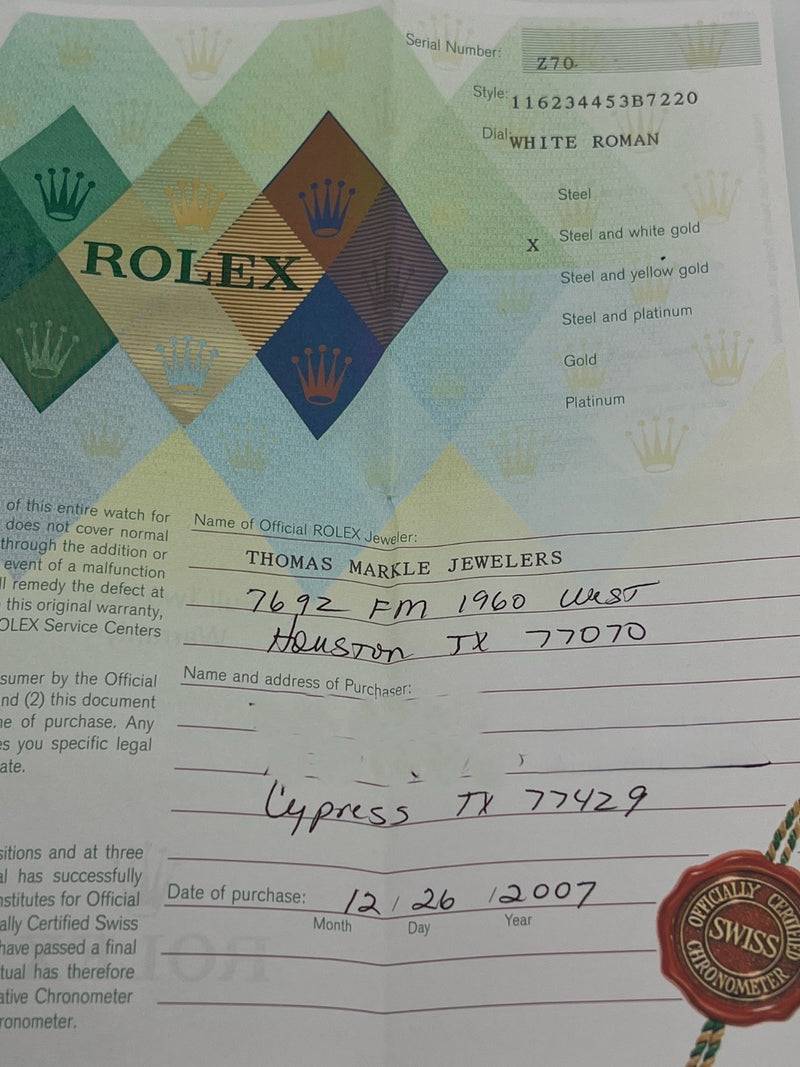 Serial Number:
Z70
Style: 116234453B7220
Dial: WHITE ROMAN
Steel
X Steel and white gold
Steel and yellow gold
Steel and platinum
Gold
Platinum
ROLEX
of this entire watch for
does not cover normal
through the addition or
event of a malfunction
ll remedy the defect at
this original warranty,
OLEX Service Centers
Name of Official ROLEX Jeweler:
THOMAS MARKLE JEWELERS
7692 FM 1960 West
Houston TX 77070
sumer by the Official
nd (2) this document
ne of purchase. Any
es you specific legal
ate.
Name and address of Purchaser:
Cypress TX 77429
sitions and at three
al has successfully
nstitutes for Official
ally Certified Swiss
have passed a final
tual has therefore
ative Chronometer
ronometer.
Date of purchase: 12 / 26 / 2007
Month Day Year
OFFICIALLY CERTIFIED
SWISS
CHRONOMETER